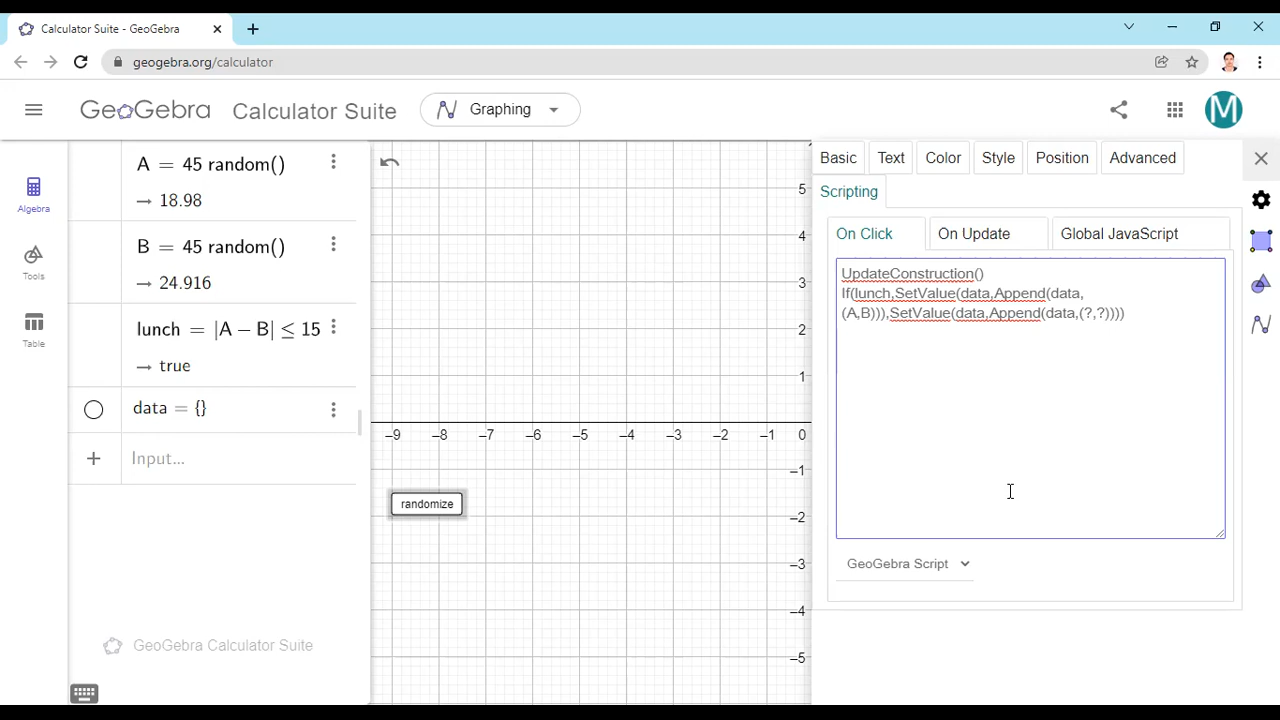 Calculator Suite - GeoGebra
geogebra.org/calculator
GeoGebra Calculator Suite Graphing M
Algebra
Tools
Table
A = 45 random()
→ 18.98
B = 45 random()
→ 24.916
lunch = |A − B| ≤ 15
→ true
data = {}
+ Input...
GeoGebra Calculator Suite
5
4
3
2
1
–9 –8 –7 –6 –5 –4 –3 –2 –1 0
–1
–2
–3
–4
–5
randomize
Basic Text Color Style Position Advanced
Scripting
On Click On Update Global JavaScript
UpdateConstruction()
If(lunch,SetValue(data,Append(data,
(A,B))),SetValue(data,Append(data,(?,?))))
GeoGebra Script